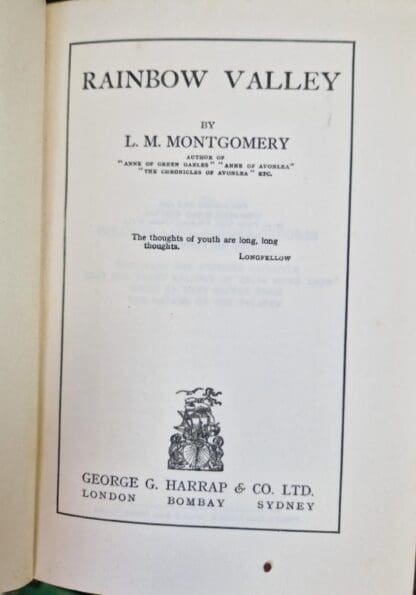 RAINBOW VALLEY
BY
L. M. MONTGOMERY
AUTHOR OF
"ANNE OF GREEN GABLES" "ANNE OF AVONLEA"
"THE CHRONICLES OF AVONLEA" ETC.
The thoughts of youth are long, long
thoughts.
LONGFELLOW
GEORGE G. HARRAP & CO. LTD.
LONDON BOMBAY SYDNEY